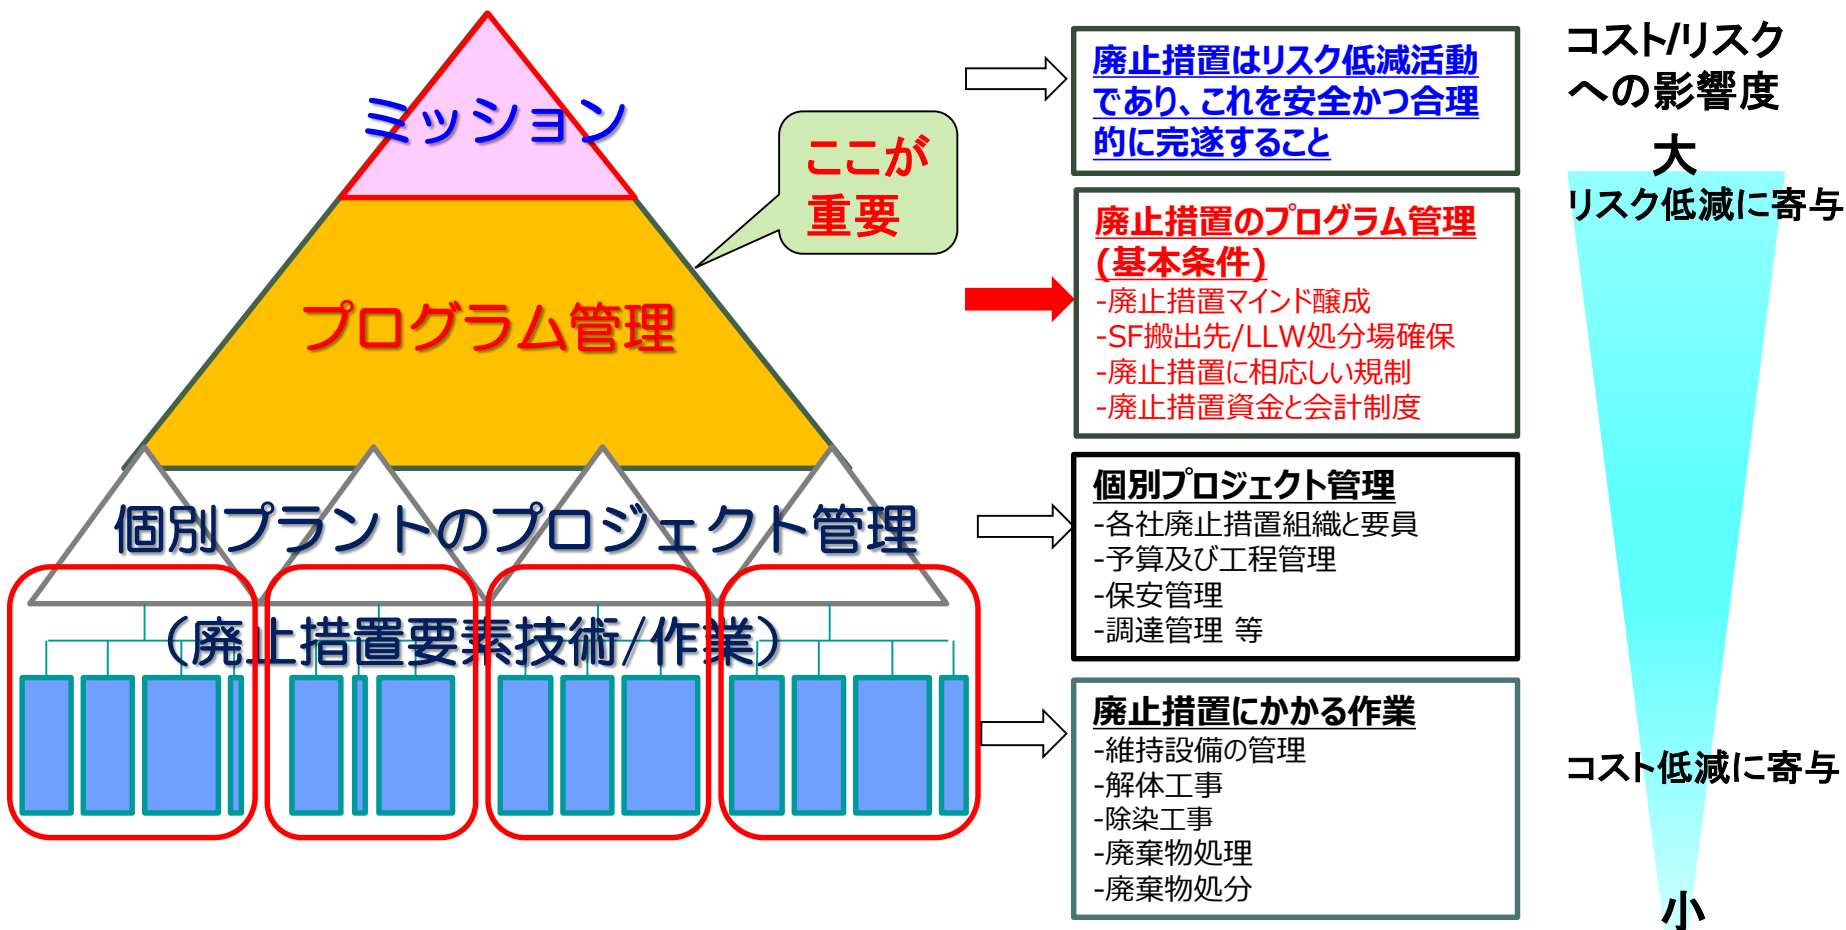 ミッション
プログラム管理
個別プラントのプロジェクト管理
（廃止措置要素技術/作業）
ここが
重要
廃止措置はリスク低減活動
であり、これを安全かつ合理
的に完遂すること
廃止措置のプログラム管理
(基本条件)
-廃止措置マインド醸成
-SF搬出先/LLW処分場確保
-廃止措置に相応しい規制
-廃止措置資金と会計制度
個別プロジェクト管理
-各社廃止措置組織と要員
-予算及び工程管理
-保安管理
-調達管理 等
廃止措置にかかる作業
-維持設備の管理
-解体工事
-除染工事
-廃棄物処理
-廃棄物処分
コスト/リスク
への影響度
大
リスク低減に寄与
コスト低減に寄与
小